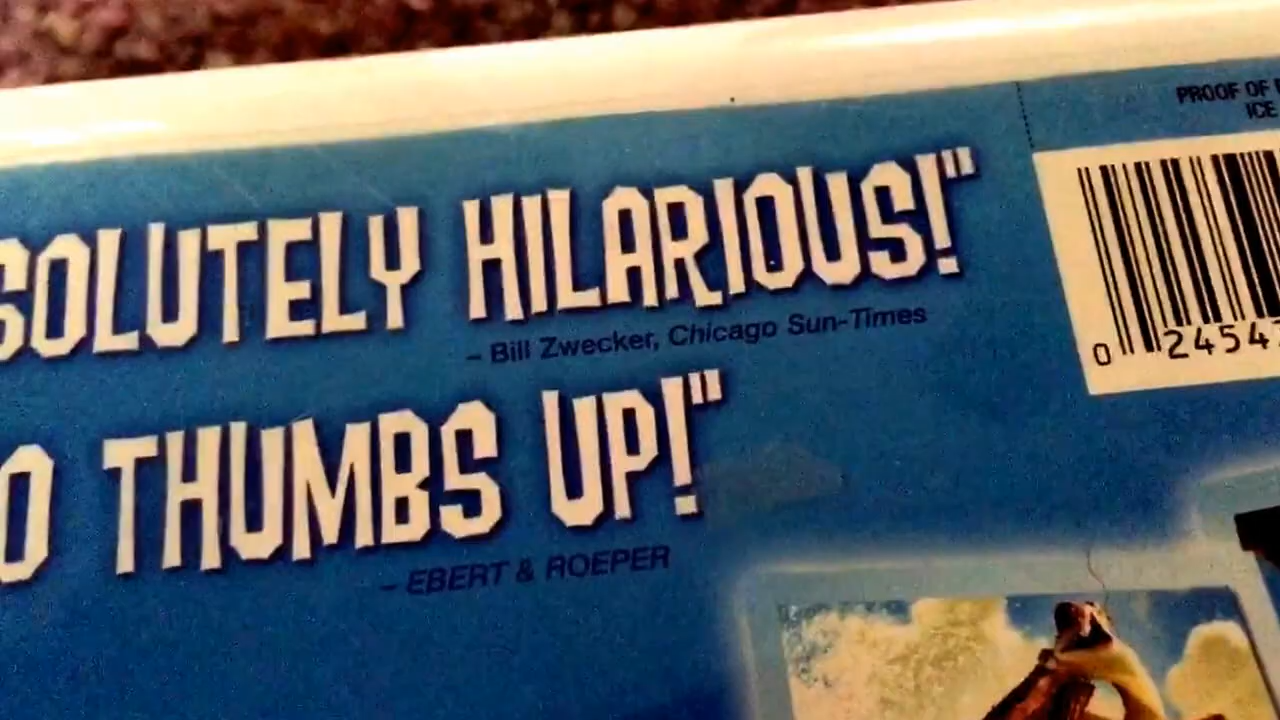 PROOF OF
ICE
SOLUTELY HILARIOUS!"
– Bill Zwecker, Chicago Sun-Times
0 2454
O THUMBS UP!"
– EBERT & ROEPER